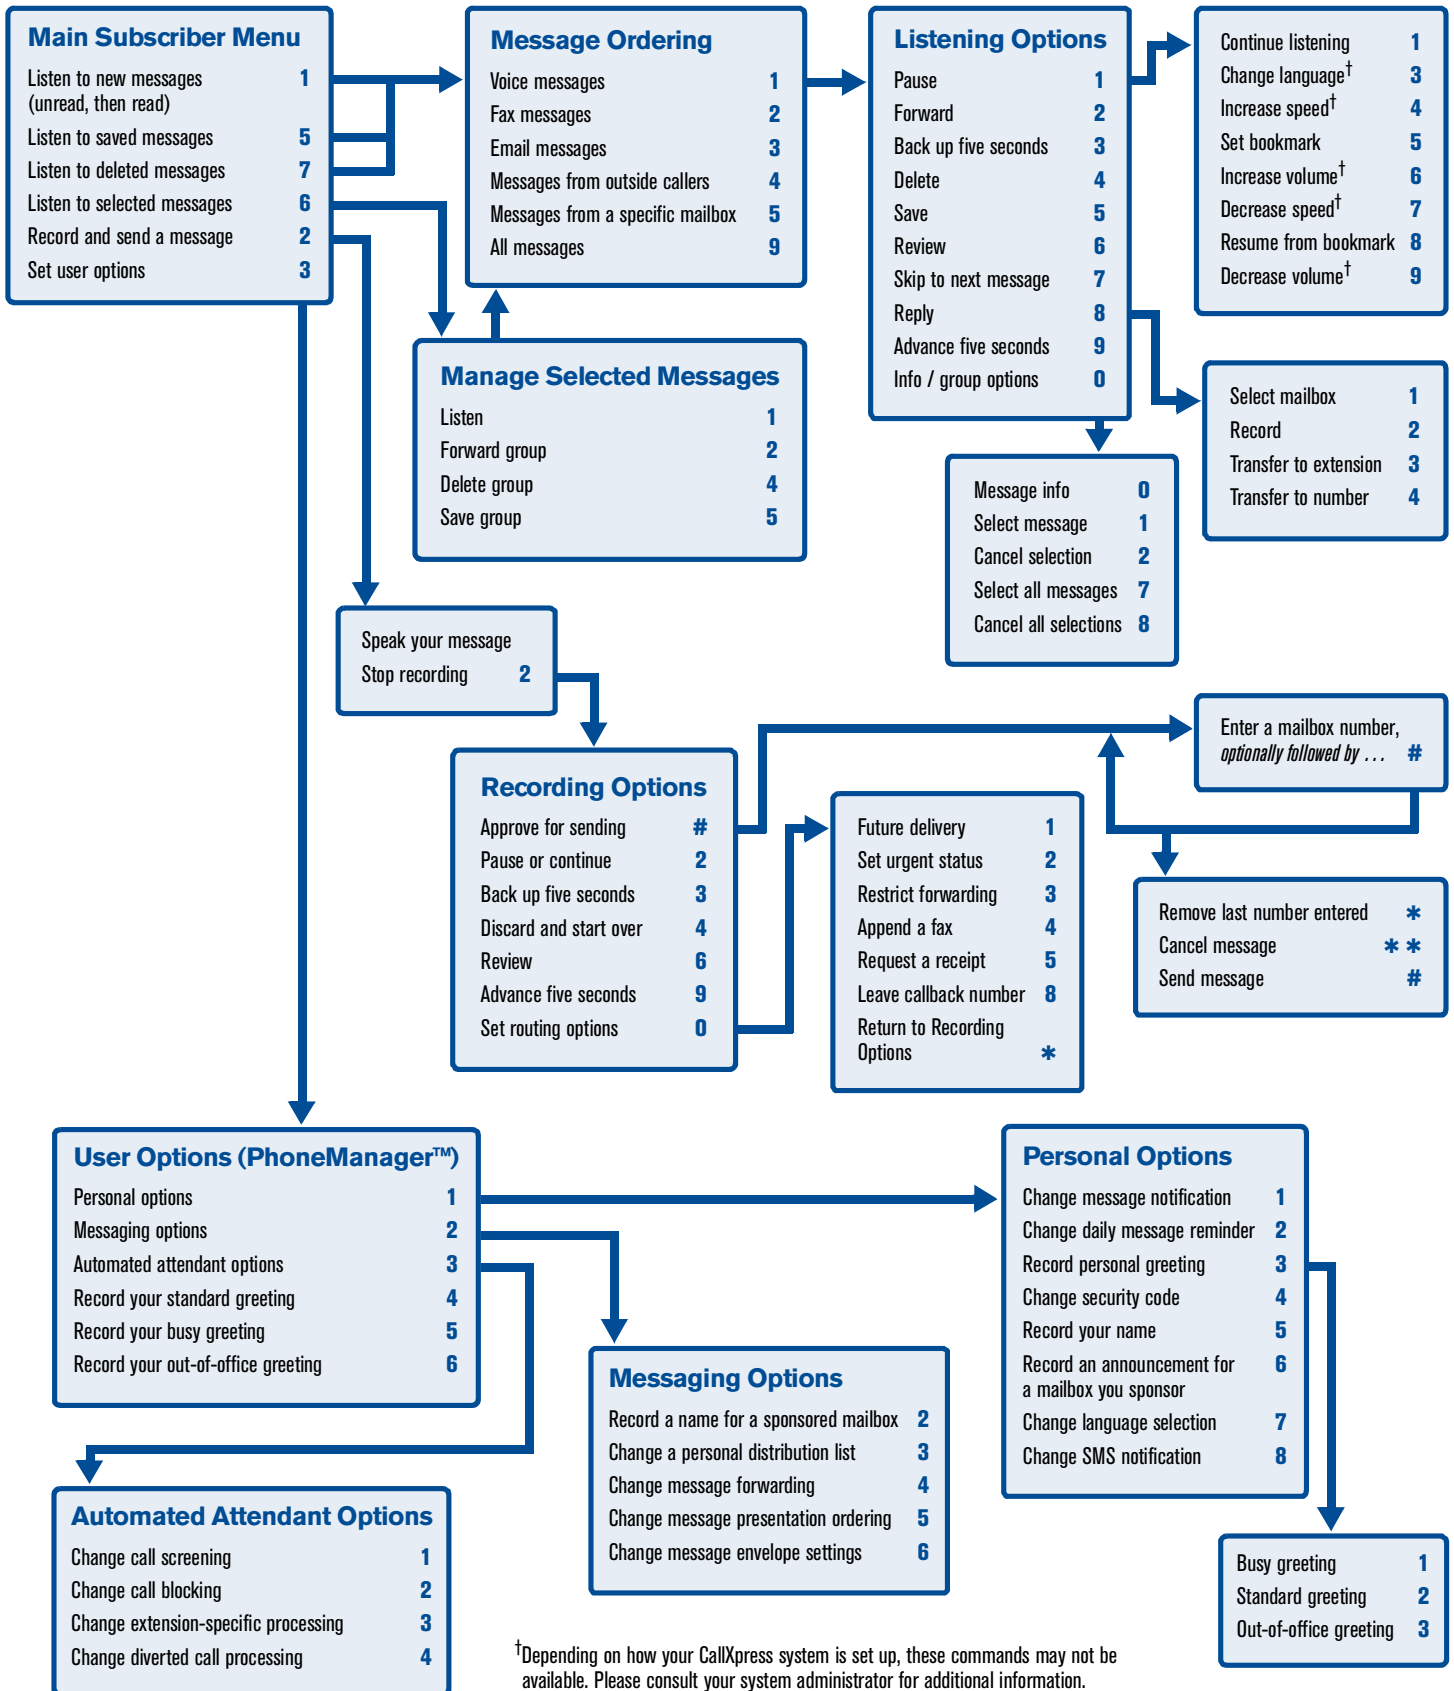 Main Subscriber Menu
Listen to new messages 1
(unread, then read)
Listen to saved messages 5
Listen to deleted messages 7
Listen to selected messages 6
Record and send a message 2
Set user options 3
Message Ordering
Voice messages 1
Fax messages 2
Email messages 3
Messages from outside callers 4
Messages from a specific mailbox 5
All messages 9
Listening Options
Pause 1
Forward 2
Back up five seconds 3
Delete 4
Save 5
Review 6
Skip to next message 7
Reply 8
Advance five seconds 9
Info / group options 0
Continue listening 1
Change language† 3
Increase speed† 4
Set bookmark 5
Increase volume† 6
Decrease speed† 7
Resume from bookmark 8
Decrease volume† 9
Manage Selected Messages
Listen 1
Forward group 2
Delete group 4
Save group 5
Select mailbox 1
Record 2
Transfer to extension 3
Transfer to number 4
Message info 0
Select message 1
Cancel selection 2
Select all messages 7
Cancel all selections 8
Speak your message
Stop recording 2
Recording Options
Approve for sending #
Pause or continue 2
Back up five seconds 3
Discard and start over 4
Review 6
Advance five seconds 9
Set routing options 0
Future delivery 1
Set urgent status 2
Restrict forwarding 3
Append a fax 4
Request a receipt 5
Leave callback number 8
Return to Recording
Options *
Enter a mailbox number,
optionally followed by . . . #
Remove last number entered *
Cancel message * *
Send message #
User Options (PhoneManager™)
Personal options 1
Messaging options 2
Automated attendant options 3
Record your standard greeting 4
Record your busy greeting 5
Record your out-of-office greeting 6
Personal Options
Change message notification 1
Change daily message reminder 2
Record personal greeting 3
Change security code 4
Record your name 5
Record an announcement for 6
a mailbox you sponsor
Change language selection 7
Change SMS notification 8
Messaging Options
Record a name for a sponsored mailbox 2
Change a personal distribution list 3
Change message forwarding 4
Change message presentation ordering 5
Change message envelope settings 6
Automated Attendant Options
Change call screening 1
Change call blocking 2
Change extension-specific processing 3
Change diverted call processing 4
Busy greeting 1
Standard greeting 2
Out-of-office greeting 3
†Depending on how your CallXpress system is set up, these commands may not be
available. Please consult your system administrator for additional information.